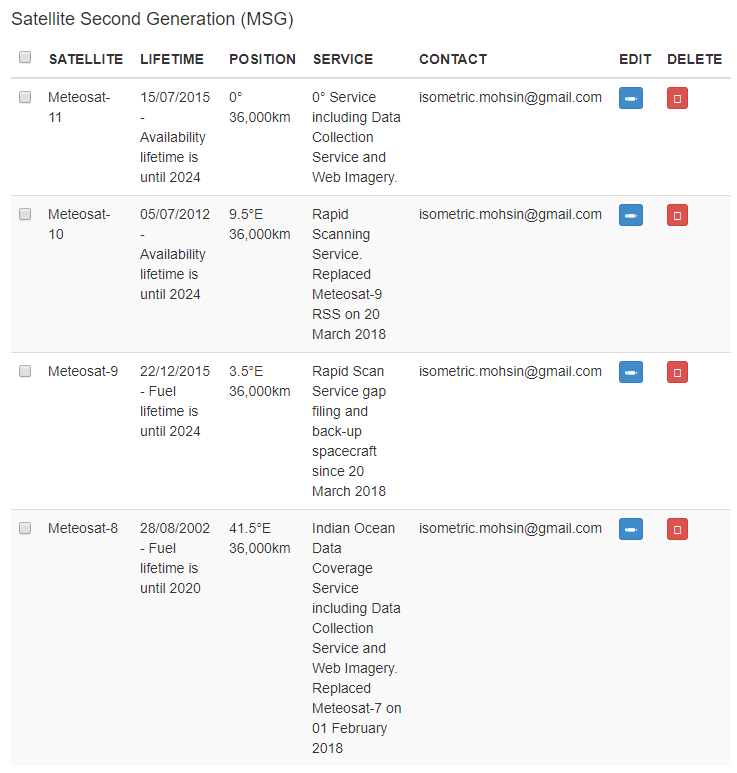 Satellite Second Generation (MSG)
SATELLITE LIFETIME POSITION SERVICE CONTACT EDIT DELETE
Meteosat- 15/07/2015 0° 0° Service isometric.mohsin@gmail.com
11 - 36,000km including Data
Availability Collection
lifetime is Service and
until 2024 Web Imagery.
Meteosat- 05/07/2012 9.5°E Rapid isometric.mohsin@gmail.com
10 - 36,000km Scanning
Availability Service.
lifetime is Replaced
until 2024 Meteosat-9
RSS on 20
March 2018
Meteosat-9 22/12/2015 3.5°E Rapid Scan isometric.mohsin@gmail.com
- Fuel 36,000km Service gap
lifetime is filing and
until 2024 back-up
spacecraft
since 20
March 2018
Meteosat-8 28/08/2002 41.5°E Indian Ocean isometric.mohsin@gmail.com
- Fuel 36,000km Data
lifetime is Coverage
until 2020 Service
including Data
Collection
Service and
Web Imagery.
Replaced
Meteosat-7 on
01 February
2018